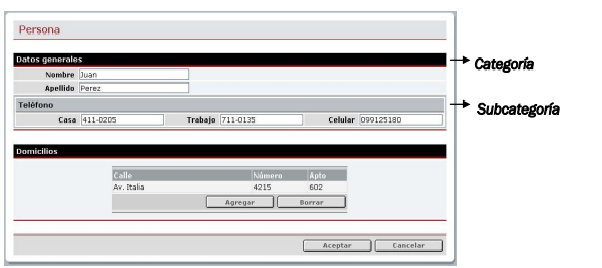 Persona
Datos generales
Categoría
Nombre Juan
Apellido Perez
Teléfono
Subcategoría
Casa 411-0205 Trabajo 711-0135 Celular 099125180
Domicilios
Calle Número Apto
Av. Italia 4215 602
Agregar Borrar
Aceptar Cancelar